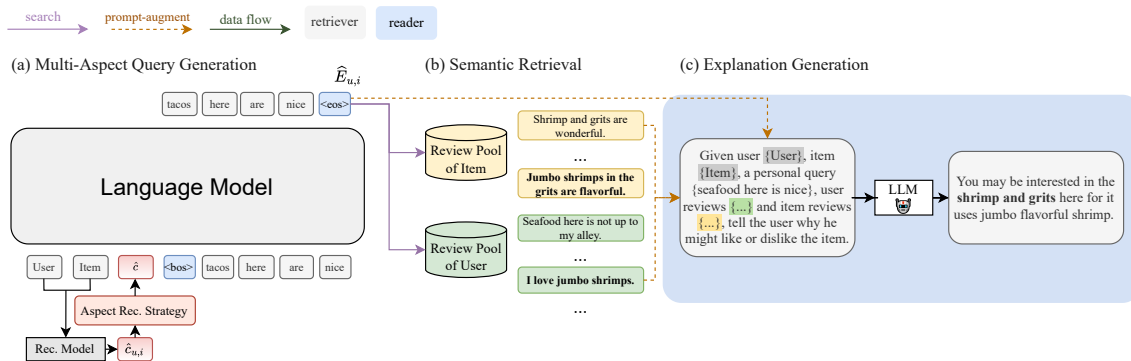 search
prompt-augment
data flow
retriever
reader
(a) Multi-Aspect Query Generation
Ê_{u,i}
(b) Semantic Retrieval
(c) Explanation Generation
tacos
here
are
nice
<eos>
Language Model
User
Item
ĉ
<bos>
tacos
here
are
nice
Aspect Rec. Strategy
Rec. Model
ĉ_{u,i}
Review Pool
of Item
Review Pool
of User
Shrimp and grits are
wonderful.
...
Jumbo shrimps in the
grits are flavorful.
Seafood here is not up to
my alley.
...
I love jumbo shrimps.
...
Given user {User}, item
{Item}, a personal query
{seafood here is nice}, user
reviews {...} and item reviews
{...}, tell the user why he
might like or dislike the item.
LLM
You may be interested in the
shrimp and grits here for it
uses jumbo flavorful shrimp.